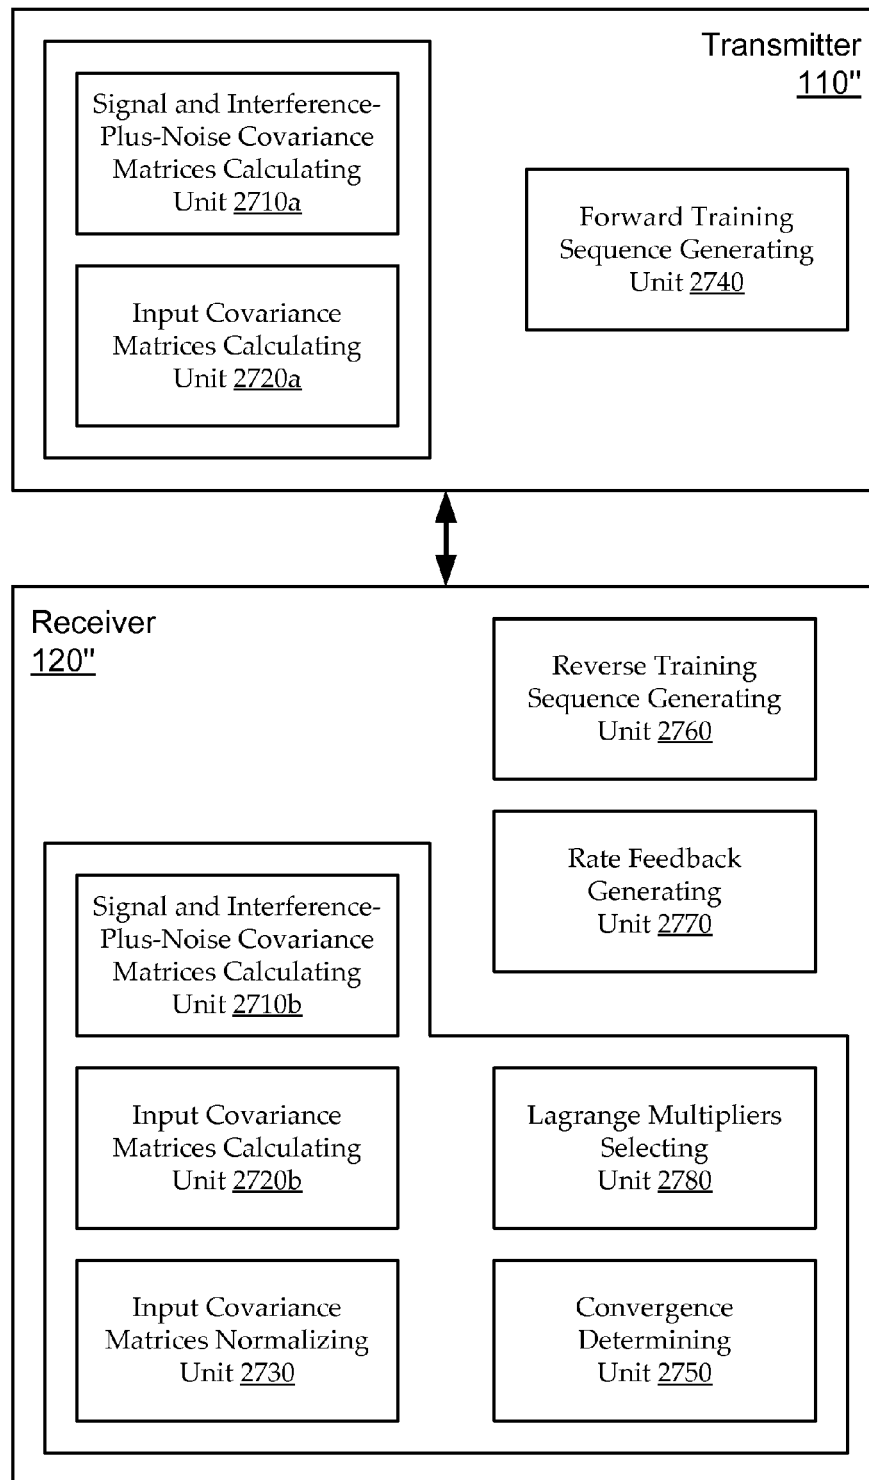 Transmitter
110"
Signal and Interference-
Plus-Noise Covariance
Matrices Calculating
Unit 2710a
Input Covariance
Matrices Calculating
Unit 2720a
Forward Training
Sequence Generating
Unit 2740
Receiver
120"
Reverse Training
Sequence Generating
Unit 2760
Rate Feedback
Generating
Unit 2770
Signal and Interference-
Plus-Noise Covariance
Matrices Calculating
Unit 2710b
Input Covariance
Matrices Calculating
Unit 2720b
Lagrange Multipliers
Selecting
Unit 2780
Input Covariance
Matrices Normalizing
Unit 2730
Convergence
Determining
Unit 2750